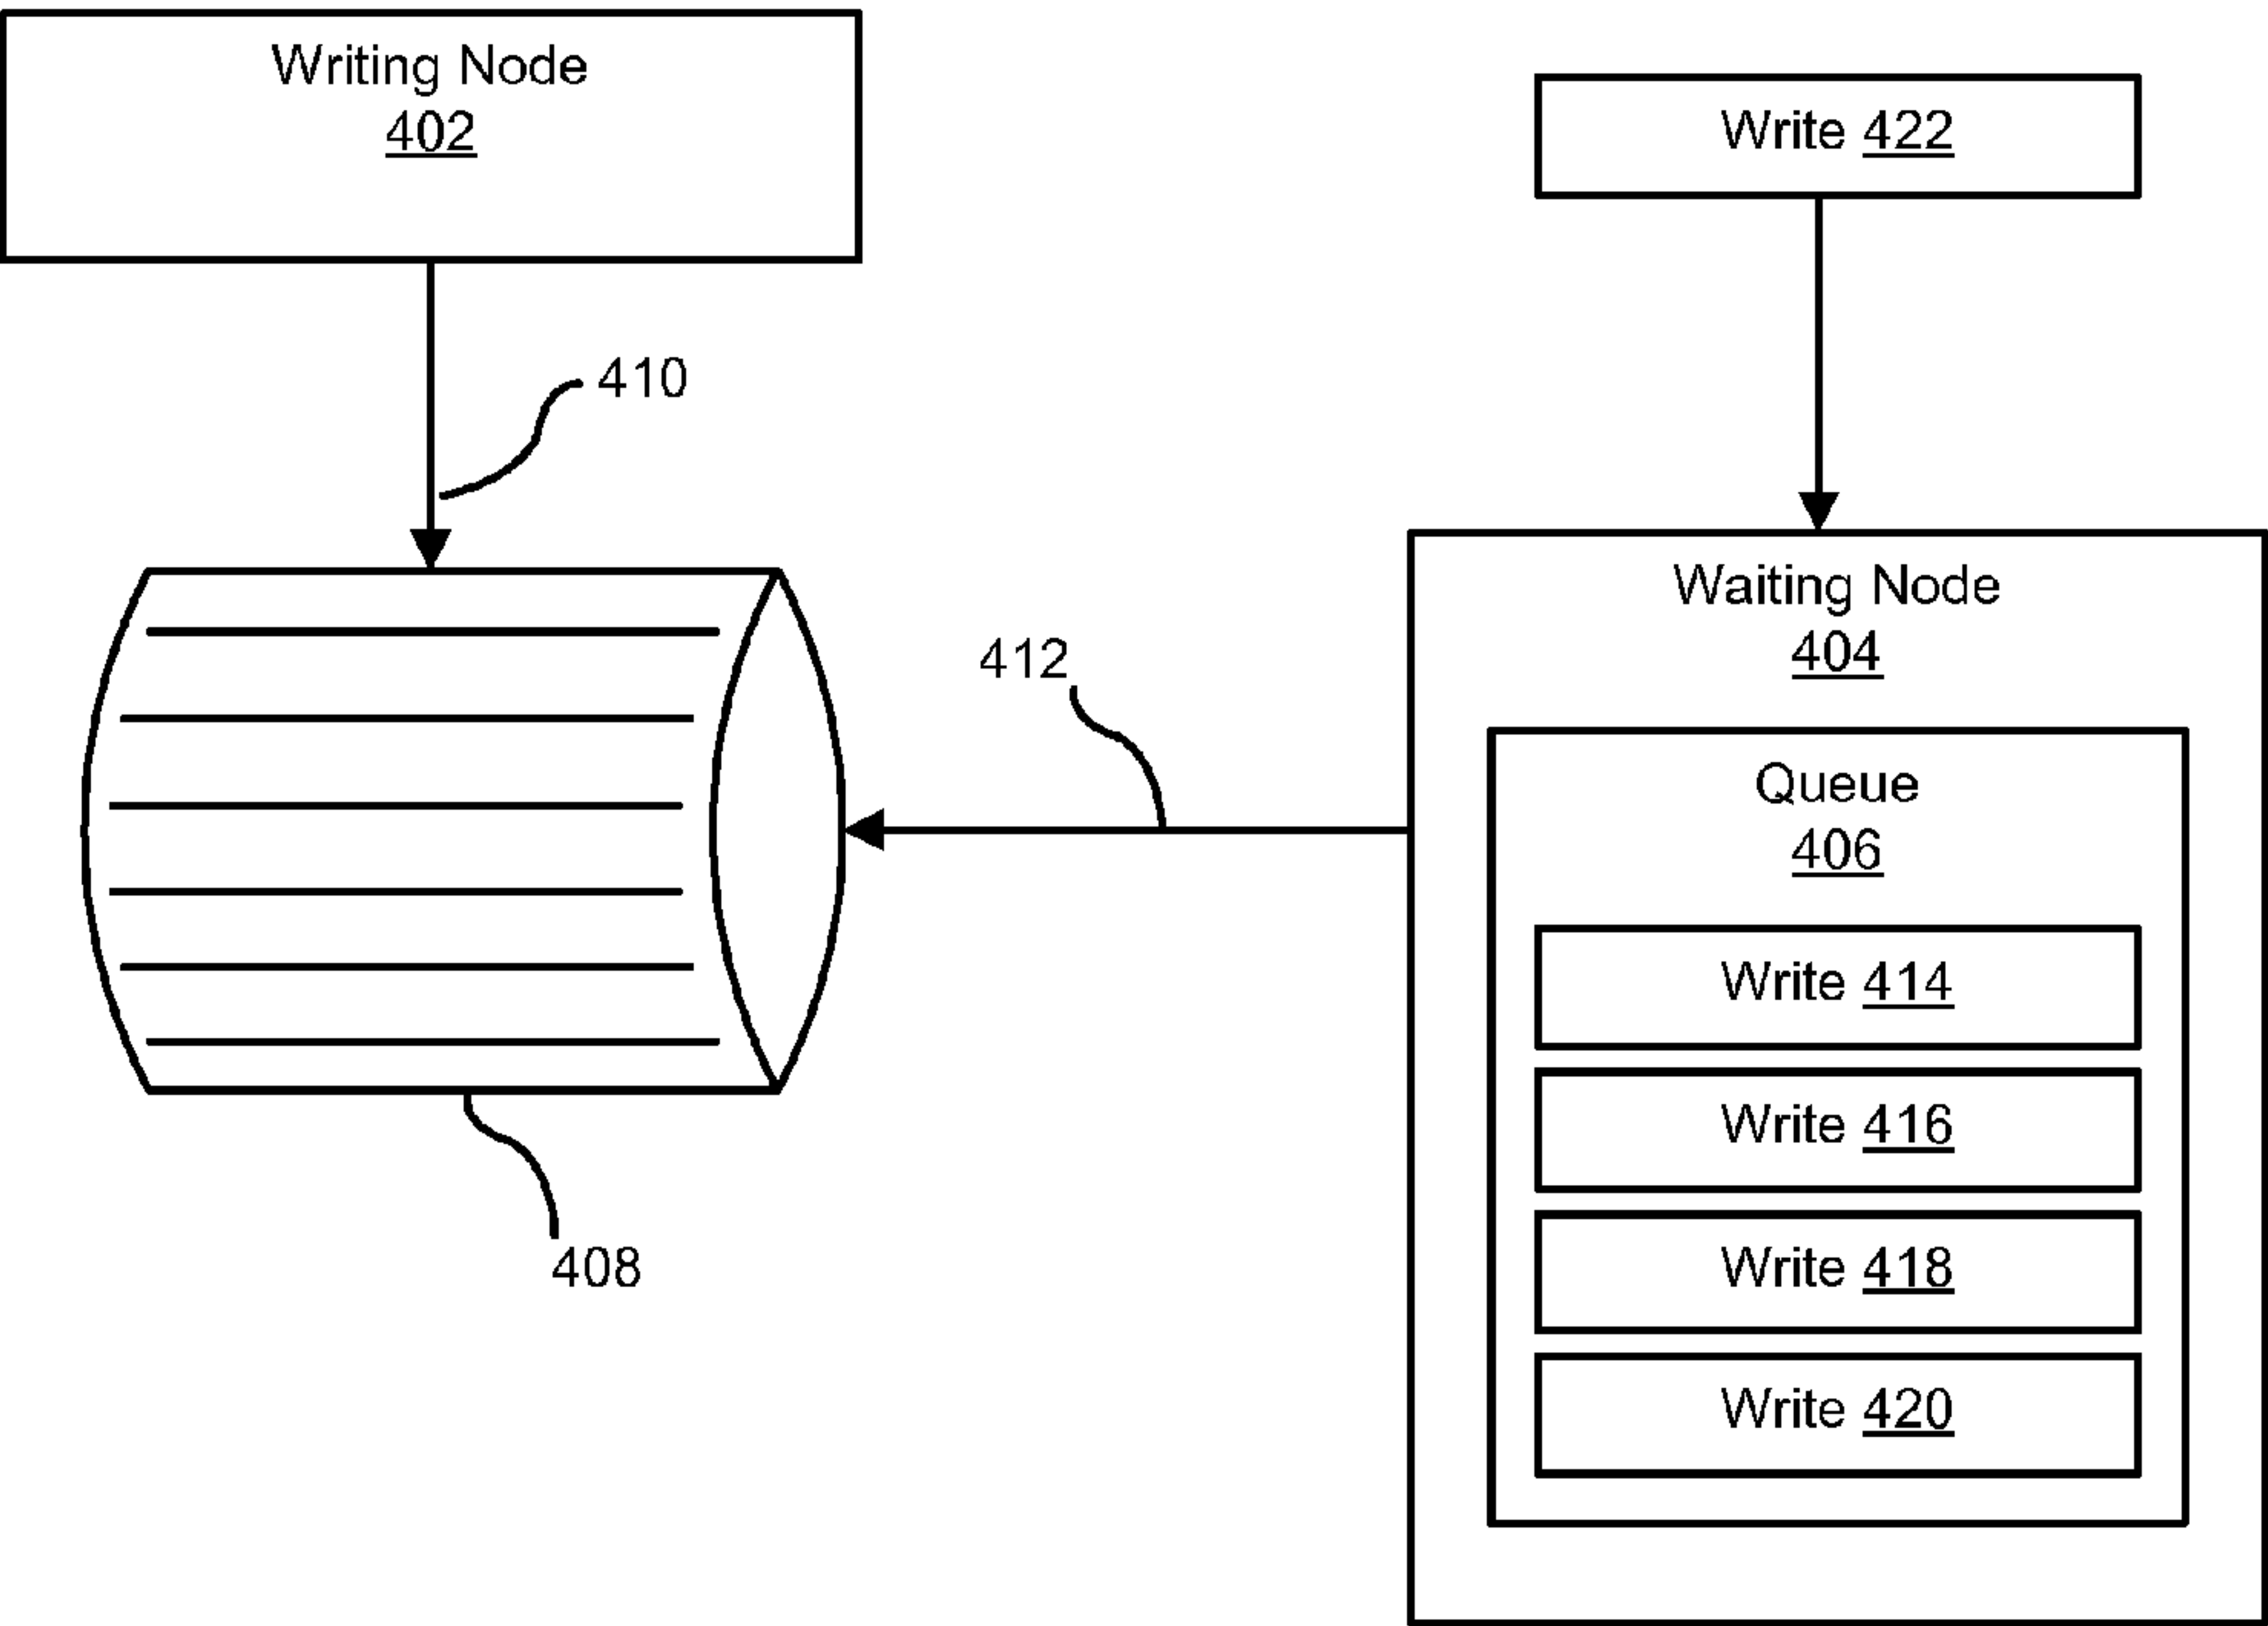 Writing Node
402
Write 422
410
Waiting Node
404
412
Queue
406
Write 414
Write 416
Write 418
Write 420
408